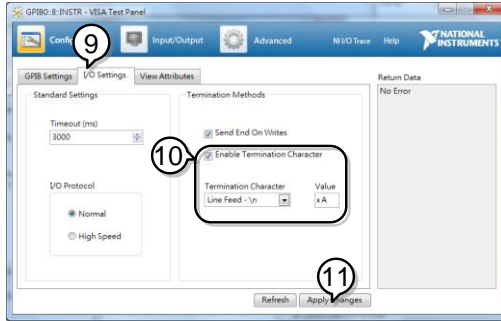 GPIB0::8::INSTR - VISA Test Panel
Input/Output
Advanced
NI I/O Trace
Help
NATIONAL
INSTRUMENTS
9
GPIB Settings
I/O Settings
View Attributes
Return Data
No Error
Standard Settings
Timeout (ms)
3000
I/O Protocol
Normal
High Speed
Termination Methods
Send End On Writes
10
Enable Termination Character
Termination Character
Value
Line Feed - \n
xA
11
Refresh
Apply Changes